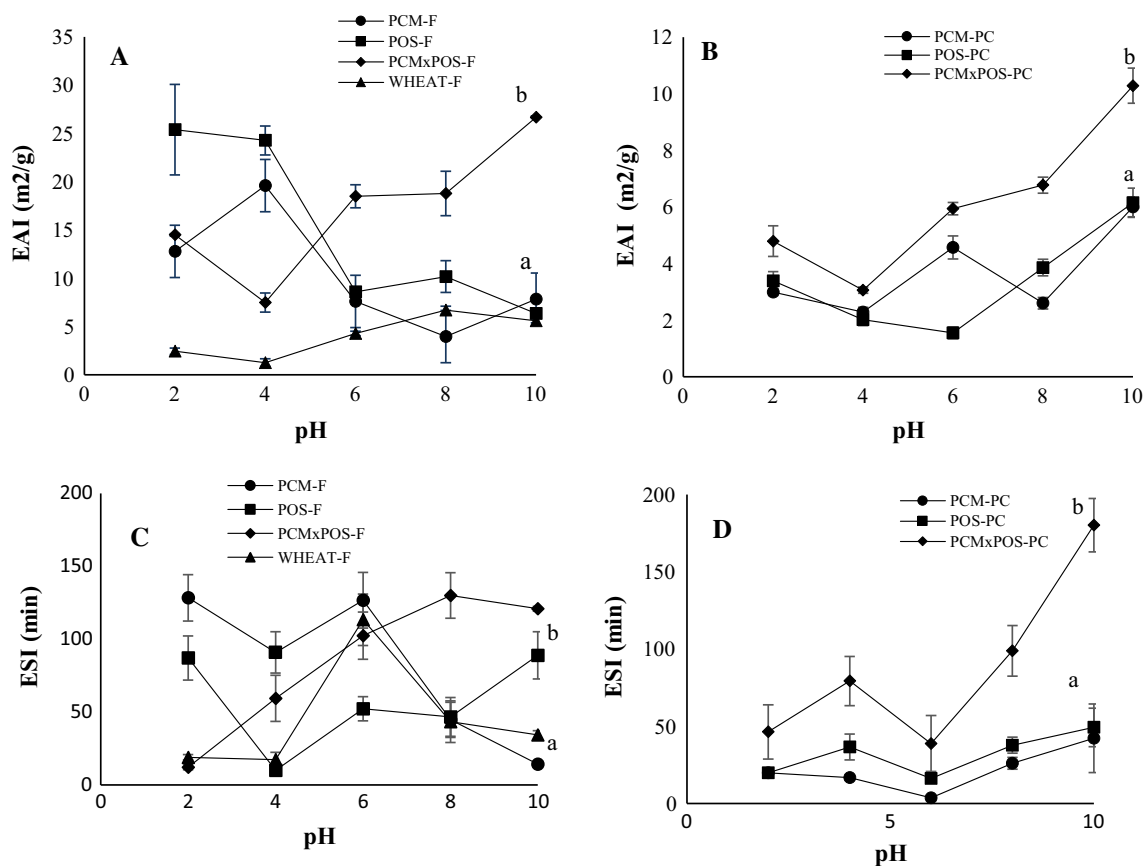 A
PCM-F
POS-F
PCMxPOS-F
WHEAT-F
35
30
25
20
15
10
5
0
EAI (m2/g)
b
a
0 2 4 6 8 10
pH
B
PCM-PC
POS-PC
PCMxPOS-PC
12
10
8
6
4
2
0
EAI (m2/g)
b
a
0 2 4 6 8 10
pH
C
PCM-F
POS-F
PCMxPOS-F
WHEAT-F
200
150
100
50
0
ESI (min)
b
a
0 2 4 6 8 10
pH
D
PCM-PC
POS-PC
PCMxPOS-PC
200
150
100
50
0
ESI (min)
b
a
0 5 10
pH